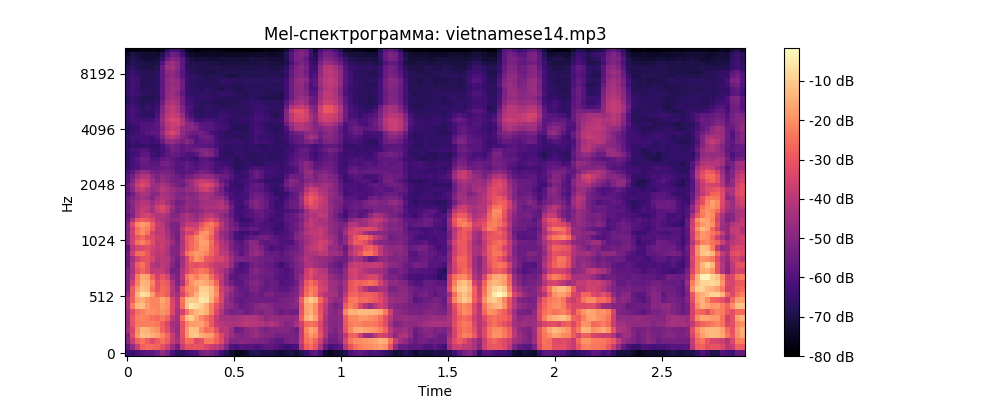 Mel-спектрограмма: vietnamese14.mp3
8192
4096
2048
1024
512
0
Hz
0
0.5
1
1.5
2
2.5
Time
-10 dB
-20 dB
-30 dB
-40 dB
-50 dB
-60 dB
-70 dB
-80 dB